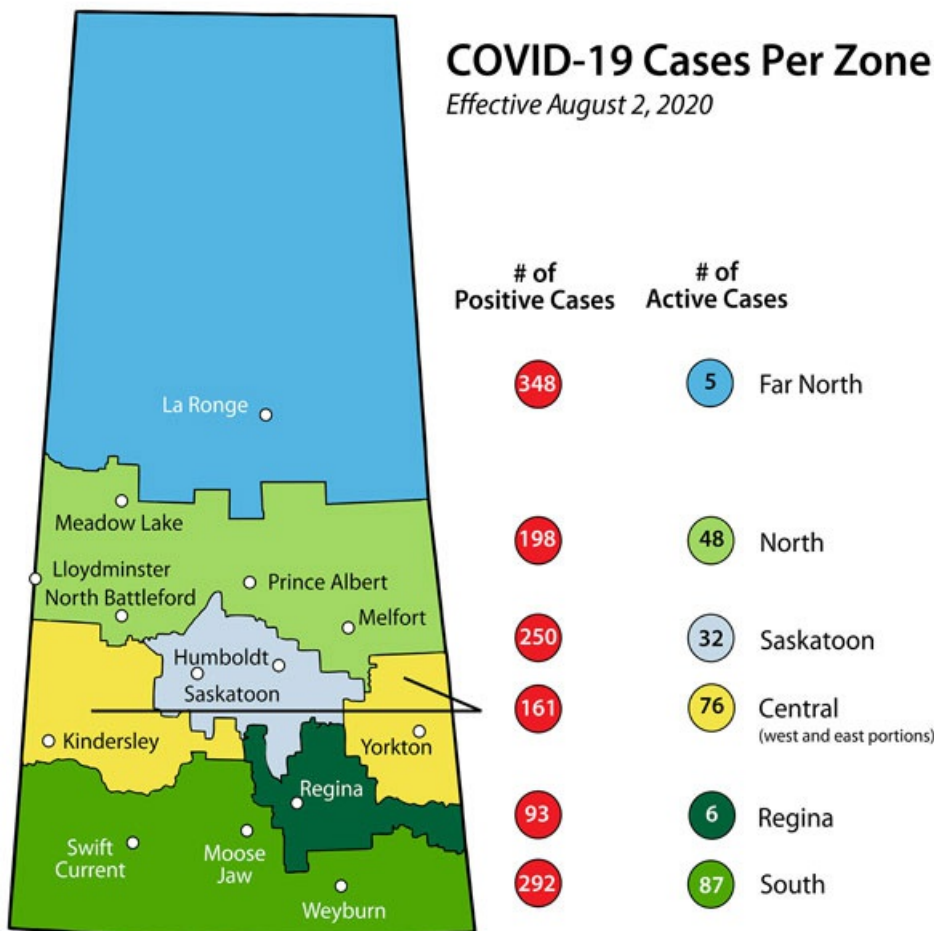 COVID-19 Cases Per Zone
Effective August 2, 2020
# of
Positive Cases
# of
Active Cases
348
5
Far North
198
48
North
250
32
Saskatoon
161
76
Central
(west and east portions)
93
6
Regina
292
87
South
La Ronge
Meadow Lake
Lloydminster
Prince Albert
North Battleford
Melfort
Humboldt
Saskatoon
Kindersley
Yorkton
Regina
Swift
Current
Moose
Jaw
Weyburn